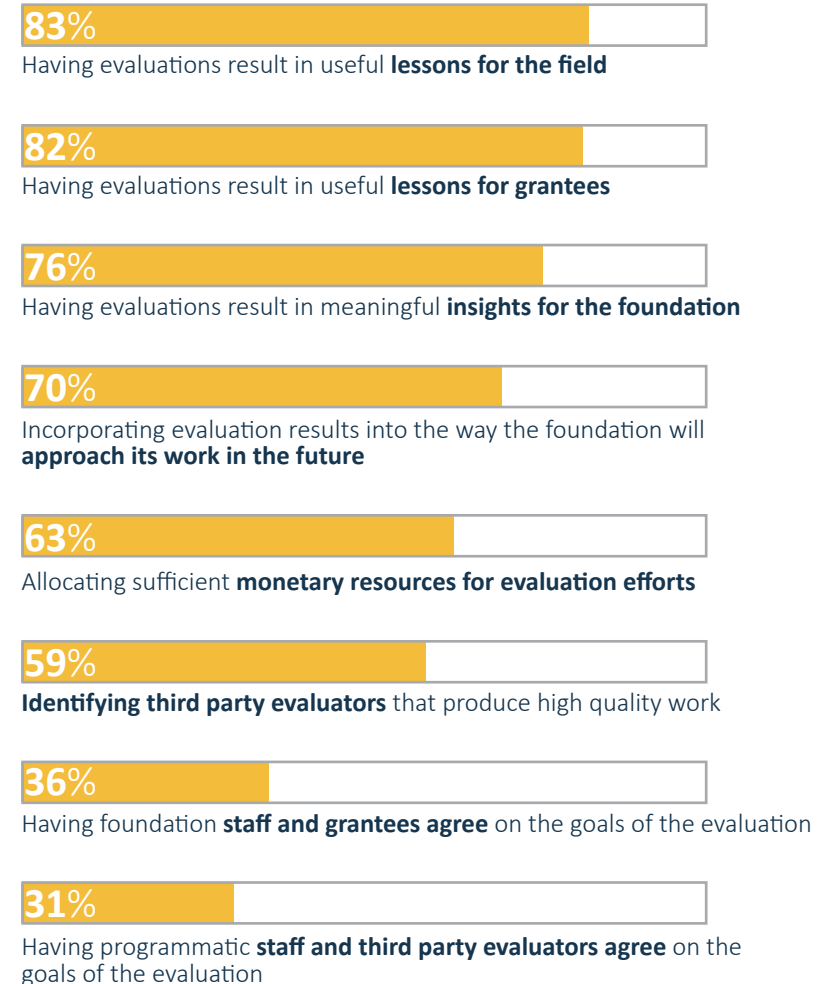 83%
Having evaluations result in useful lessons for the field
82%
Having evaluations result in useful lessons for grantees
76%
Having evaluations result in meaningful insights for the foundation
70%
Incorporating evaluation results into the way the foundation will
approach its work in the future
63%
Allocating sufficient monetary resources for evaluation efforts
59%
Identifying third party evaluators that produce high quality work
36%
Having foundation staff and grantees agree on the goals of the evaluation
31%
Having programmatic staff and third party evaluators agree on the
goals of the evaluation